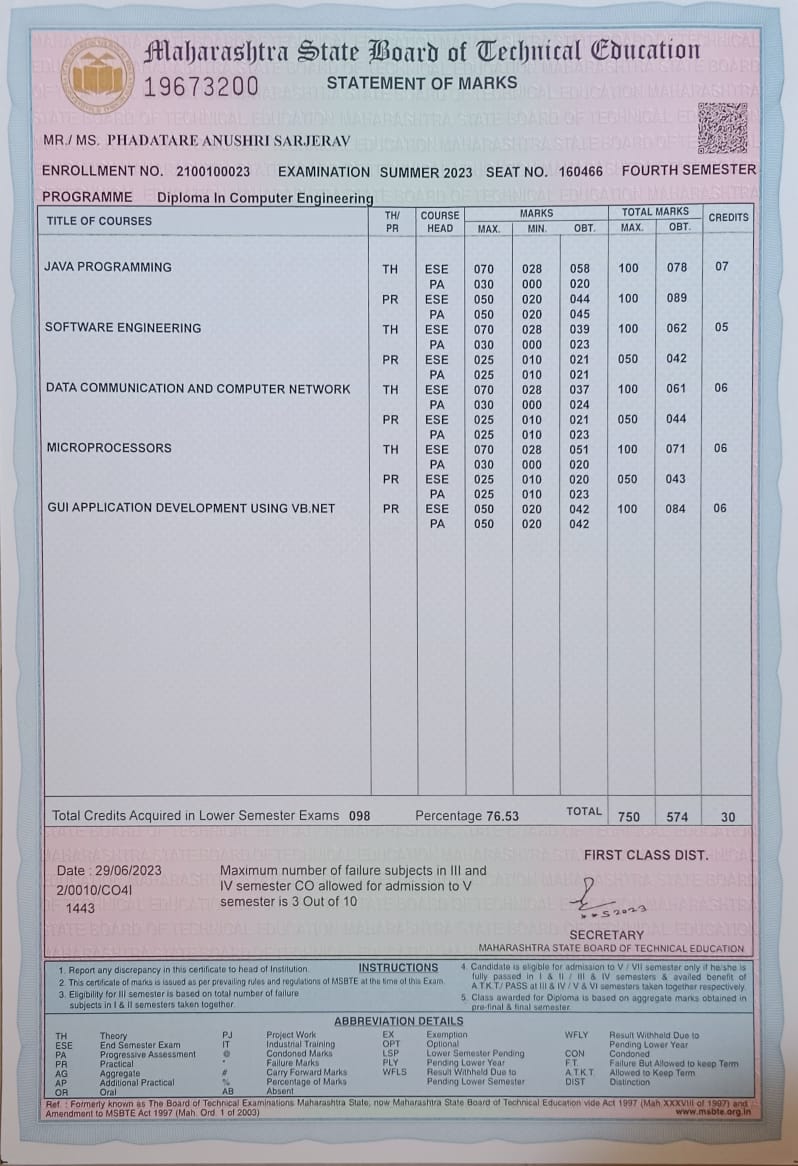 Maharashtra State Board of Technical Education
19673200 STATEMENT OF MARKS
MR./ MS. PHADATARE ANUSHRI SARJERAV
ENROLLMENT NO. 2100100023 EXAMINATION SUMMER 2023 SEAT NO. 160466 FOURTH SEMESTER
PROGRAMME Diploma In Computer Engineering
TITLE OF COURSES TH/ PR COURSE HEAD MARKS TOTAL MARKS CREDITS
MAX. MIN. OBT. MAX. OBT.
JAVA PROGRAMMING TH ESE 070 028 058 100 078 07
PA 030 000 020
PR ESE 050 020 044 100 089
PA 050 020 045
SOFTWARE ENGINEERING TH ESE 070 028 039 100 062 05
PA 030 000 023
PR ESE 025 010 021 050 042
PA 025 010 021
DATA COMMUNICATION AND COMPUTER NETWORK TH ESE 070 028 037 100 061 06
PA 030 000 024
PR ESE 025 010 021 050 044
PA 025 010 023
MICROPROCESSORS TH ESE 070 028 051 100 071 06
PA 030 000 020
PR ESE 025 010 020 050 043
PA 025 010 023
GUI APPLICATION DEVELOPMENT USING VB.NET PR ESE 050 020 042 100 084 06
PA 050 020 042
Total Credits Acquired in Lower Semester Exams 098 Percentage 76.53 TOTAL 750 574 30
FIRST CLASS DIST.
Date : 29/06/2023 Maximum number of failure subjects in III and
2/0010/CO4I IV semester CO allowed for admission to V
1443 semester is 3 Out of 10
SECRETARY
MAHARASHTRA STATE BOARD OF TECHNICAL EDUCATION
INSTRUCTIONS
1. Report any discrepancy in this certificate to head of Institution.
2. This certificate of marks is issued as per prevailing rules and regulations of MSBTE at the time of this Exam.
3. Eligibility for III semester is based on total number of failure
subjects in I & II semesters taken together.
4. Candidate is eligible for admission to V / VII semester only if he/she is
fully passed in I & II / III & IV semesters & availed benefit of
A.T.K.T/ PASS at III & IV / V & VI semesters taken together respectively.
5. Class awarded for Diploma is based on aggregate marks obtained in
pre-final & final semester.
ABBREVIATION DETAILS
TH Theory PJ Project Work EX Exemption WFLY Result Withheld Due to
ESE End Semester Exam IT Industrial Training OPT Optional Pending Lower Year
PA Progressive Assessment @ Condoned Marks LSP Lower Semester Pending CON Condoned
PR Practical * Failure Marks PLY Pending Lower Year F.T. Failure But Allowed to keep Term
AG Aggregate # Carry Forward Marks WFLS Result Withheld Due to A.T.K.T. Allowed to Keep Term
AP Additional Practical % Percentage of Marks Pending Lower Semester DIST Distinction
OR Oral AB Absent
Ref. : Formerly known as The Board of Technical Examinations Maharashtra State, now Maharashtra State Board of Technical Education vide Act 1997 (Mah XXXVIII of 1997) and
Amendment to MSBTE Act 1997 (Mah. Ord. 1 of 2003) www.msbte.org.in